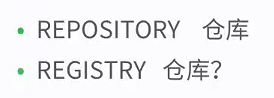 • REPOSITORY 仓库
• REGISTRY 仓库？